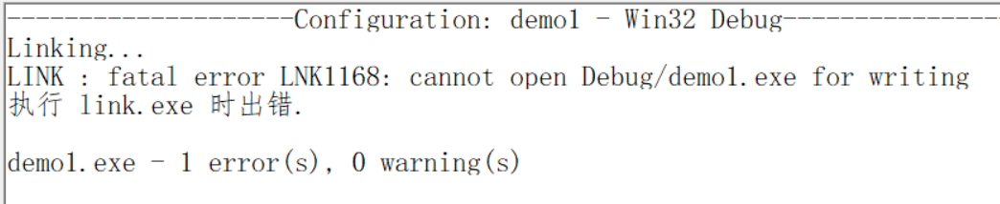 --------------------Configuration: demo1 - Win32 Debug---------------
Linking...
LINK : fatal error LNK1168: cannot open Debug/demo1.exe for writing
执行 link.exe 时出错.
demo1.exe - 1 error(s), 0 warning(s)